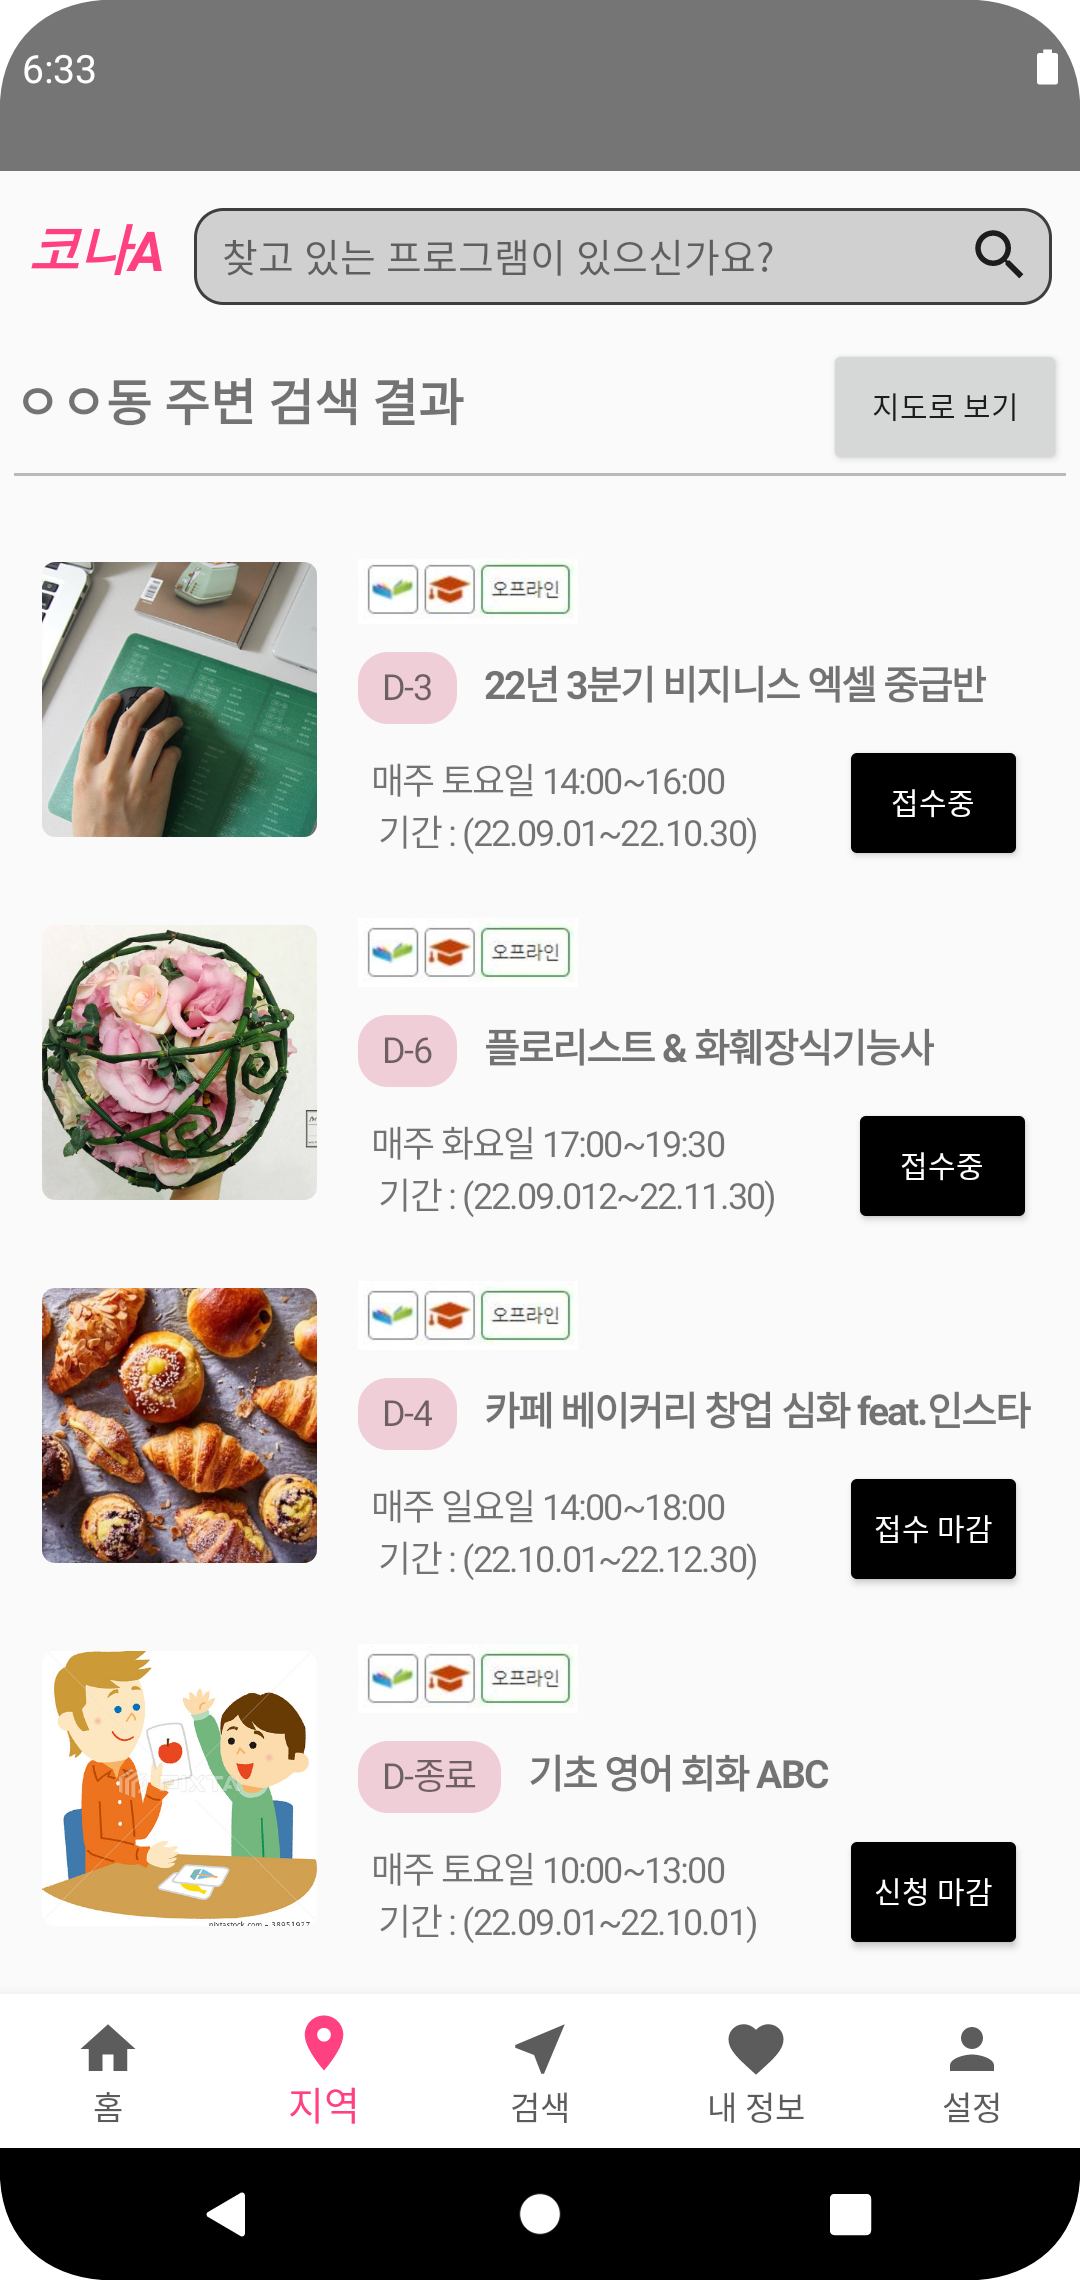 6:33
코나A
찾고 있는 프로그램이 있으신가요?
ㅇㅇ동 주변 검색 결과
지도로 보기
오프라인
D-3
22년 3분기 비지니스 엑셀 중급반
매주 토요일 14:00~16:00
기간 : (22.09.01~22.10.30)
접수중
오프라인
D-6
플로리스트 & 화훼장식기능사
매주 화요일 17:00~19:30
기간 : (22.09.012~22.11.30)
접수중
오프라인
D-4
카페 베이커리 창업 심화 feat.인스타
매주 일요일 14:00~18:00
기간 : (22.10.01~22.12.30)
접수 마감
PIXTA
pixtastock.com - 38951927
오프라인
D-종료
기초 영어 회화 ABC
매주 토요일 10:00~13:00
기간 : (22.09.01~22.10.01)
신청 마감
홈
지역
검색
내 정보
설정